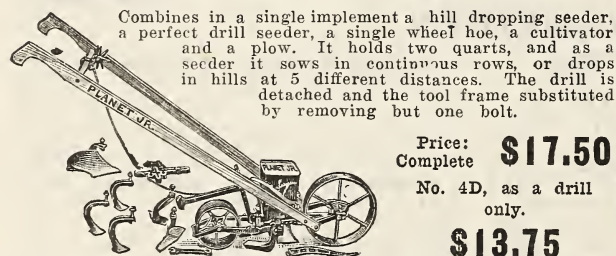 Combines in a single implement a hill dropping seeder,
a perfect drill seeder, a single wheel hoe, a cultivator
and a plow. It holds two quarts, and as a
seeder it sows in continuous rows, or drops
in hills at 5 different distances. The drill is
detached and the tool frame substituted
by removing but one bolt.
PLANET JR.
PLANET JR.
Price:
Complete $17.50
No. 4D, as a drill
only.
$13.75